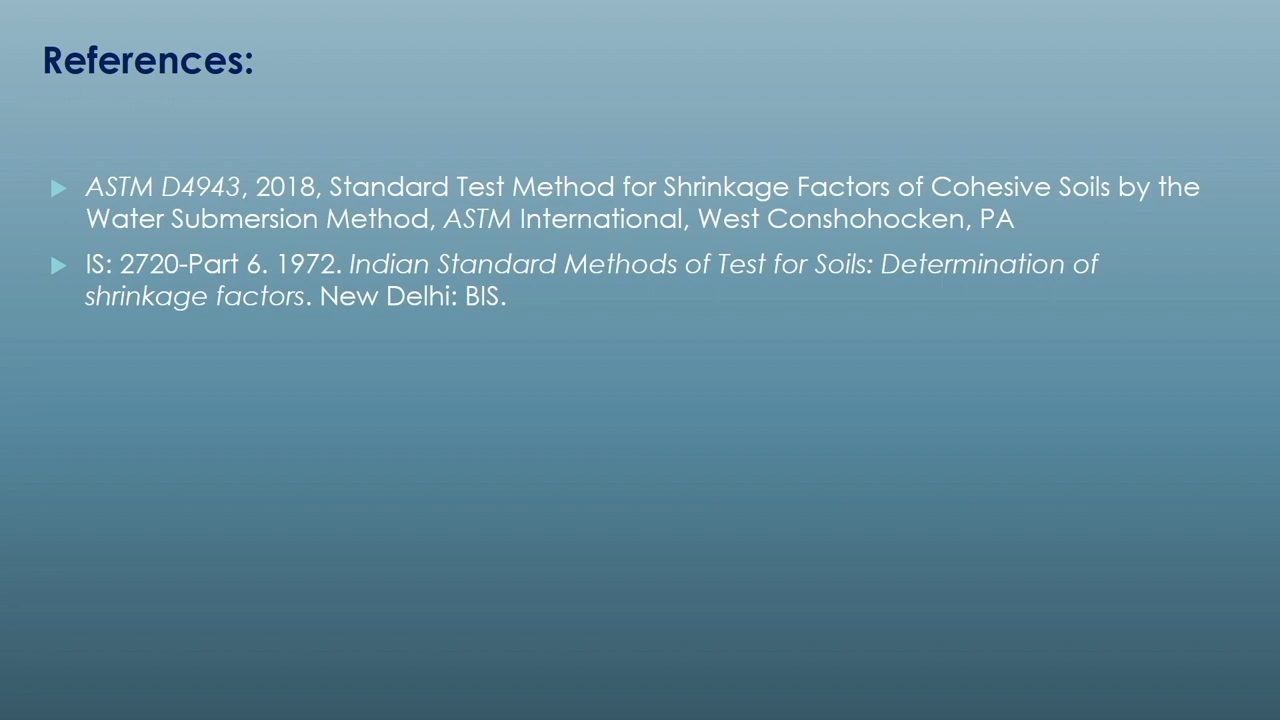 References:
ASTM D4943, 2018, Standard Test Method for Shrinkage Factors of Cohesive Soils by the
Water Submersion Method, ASTM International, West Conshohocken, PA
IS: 2720-Part 6. 1972. Indian Standard Methods of Test for Soils: Determination of
shrinkage factors. New Delhi: BIS.